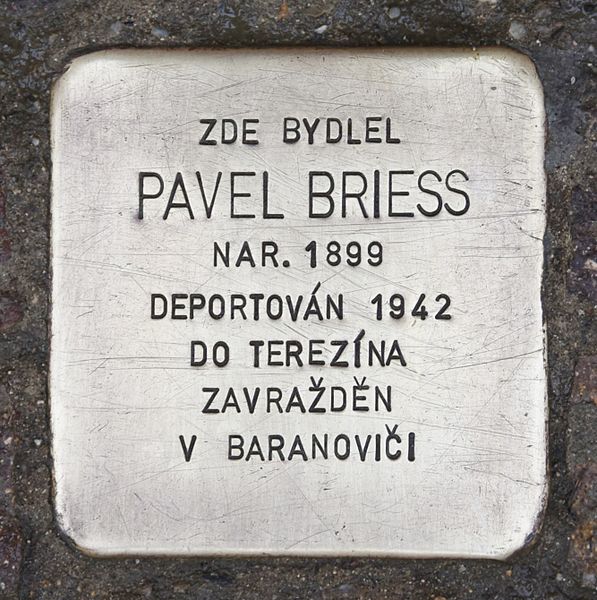 ZDE BYDLEL
PAVEL BRIESS
NAR. 1899
DEPORTOVÁN 1942
DO TEREZÍNA
ZAVRAŽDĚN
V BARANOVIČI